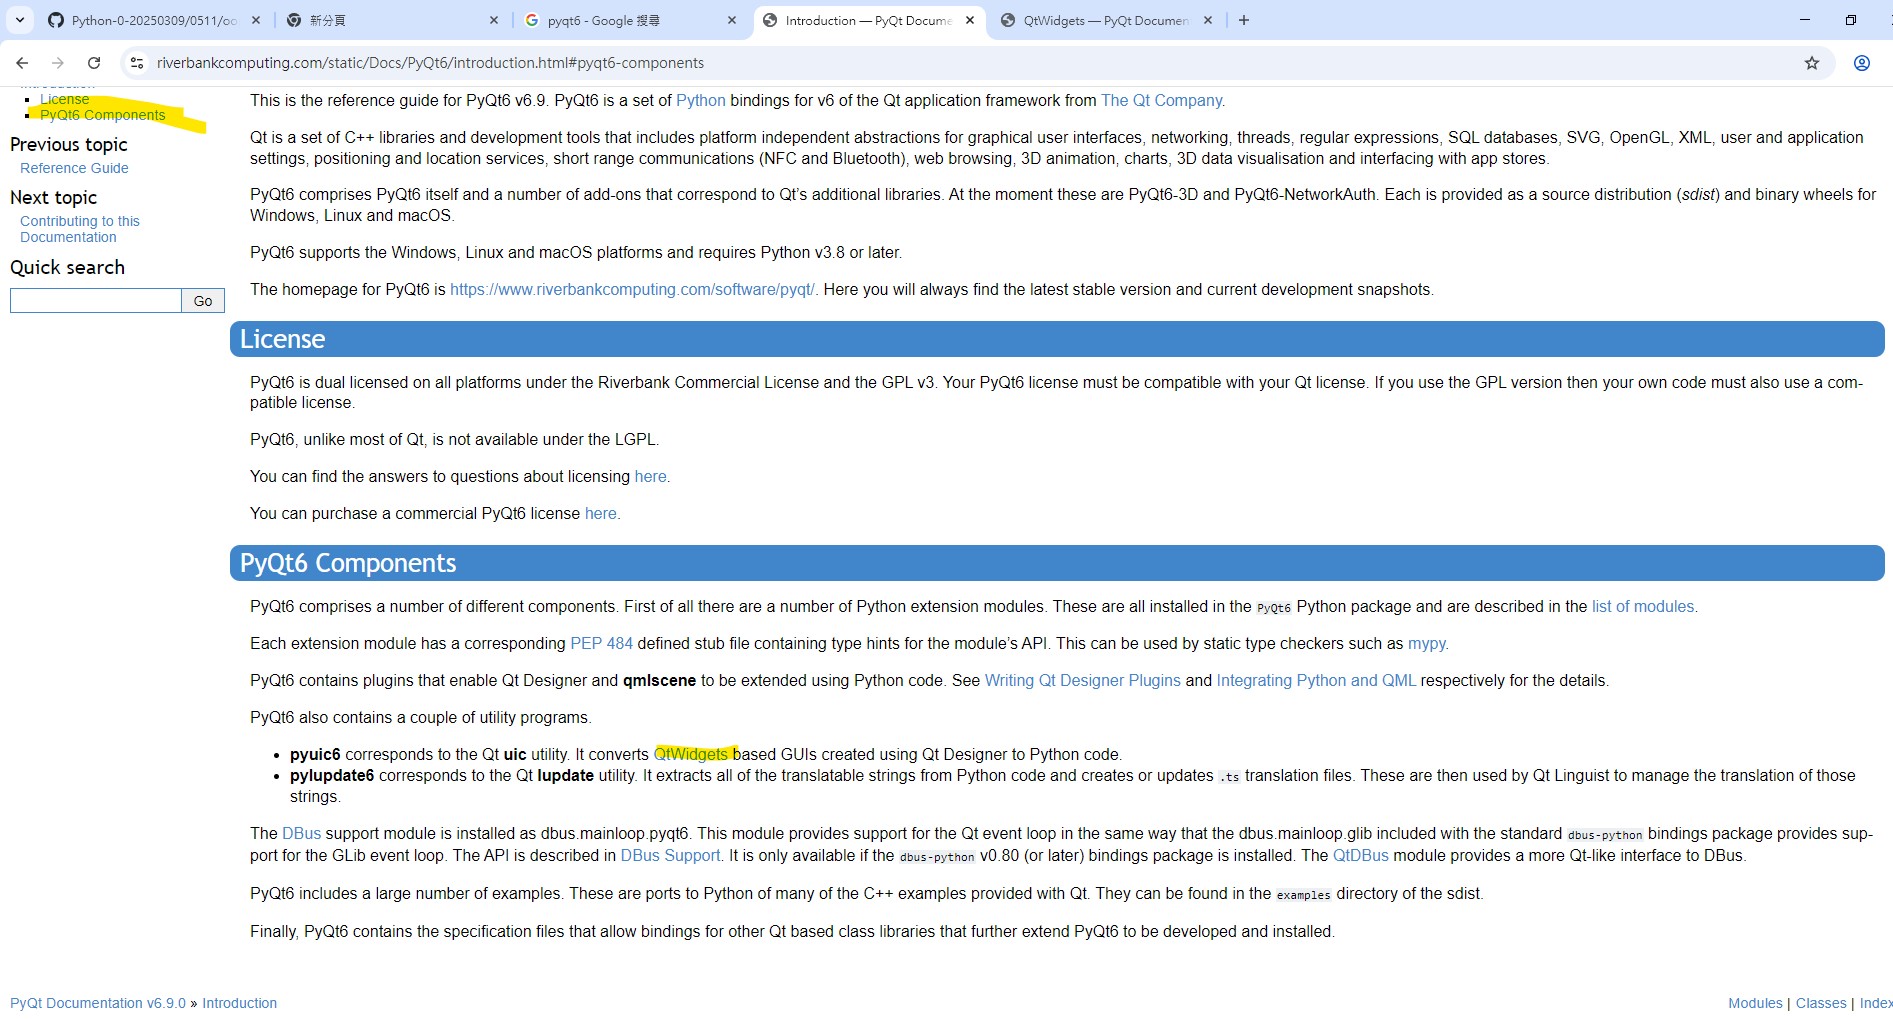 Python-0-20250309/0511/oo
新分頁
pyqt6 - Google 搜尋
Introduction — PyQt Docume
QtWidgets — PyQt Documen
riverbankcomputing.com/static/Docs/PyQt6/introduction.html#pyqt6-components
Introduction
License
PyQt6 Components
Previous topic
Reference Guide
Next topic
Contributing to this
Documentation
Quick search
Go
This is the reference guide for PyQt6 v6.9. PyQt6 is a set of Python bindings for v6 of the Qt application framework from The Qt Company.
Qt is a set of C++ libraries and development tools that includes platform independent abstractions for graphical user interfaces, networking, threads, regular expressions, SQL databases, SVG, OpenGL, XML, user and application
settings, positioning and location services, short range communications (NFC and Bluetooth), web browsing, 3D animation, charts, 3D data visualisation and interfacing with app stores.
PyQt6 comprises PyQt6 itself and a number of add-ons that correspond to Qt’s additional libraries. At the moment these are PyQt6-3D and PyQt6-NetworkAuth. Each is provided as a source distribution (sdist) and binary wheels for
Windows, Linux and macOS.
PyQt6 supports the Windows, Linux and macOS platforms and requires Python v3.8 or later.
The homepage for PyQt6 is https://www.riverbankcomputing.com/software/pyqt/. Here you will always find the latest stable version and current development snapshots.
License
PyQt6 is dual licensed on all platforms under the Riverbank Commercial License and the GPL v3. Your PyQt6 license must be compatible with your Qt license. If you use the GPL version then your own code must also use a com-
patible license.
PyQt6, unlike most of Qt, is not available under the LGPL.
You can find the answers to questions about licensing here.
You can purchase a commercial PyQt6 license here.
PyQt6 Components
PyQt6 comprises a number of different components. First of all there are a number of Python extension modules. These are all installed in the PyQt6 Python package and are described in the list of modules.
Each extension module has a corresponding PEP 484 defined stub file containing type hints for the module’s API. This can be used by static type checkers such as mypy.
PyQt6 contains plugins that enable Qt Designer and qmlscene to be extended using Python code. See Writing Qt Designer Plugins and Integrating Python and QML respectively for the details.
PyQt6 also contains a couple of utility programs.
• pyuic6 corresponds to the Qt uic utility. It converts QtWidgets based GUIs created using Qt Designer to Python code.
• pylupdate6 corresponds to the Qt lupdate utility. It extracts all of the translatable strings from Python code and creates or updates .ts translation files. These are then used by Qt Linguist to manage the translation of those
strings.
The DBus support module is installed as dbus.mainloop.pyqt6. This module provides support for the Qt event loop in the same way that the dbus.mainloop.glib included with the standard dbus-python bindings package provides sup-
port for the GLib event loop. The API is described in DBus Support. It is only available if the dbus-python v0.80 (or later) bindings package is installed. The QtDBus module provides a more Qt-like interface to DBus.
PyQt6 includes a large number of examples. These are ports to Python of many of the C++ examples provided with Qt. They can be found in the examples directory of the sdist.
Finally, PyQt6 contains the specification files that allow bindings for other Qt based class libraries that further extend PyQt6 to be developed and installed.
PyQt Documentation v6.9.0 » Introduction
Modules | Classes | Index